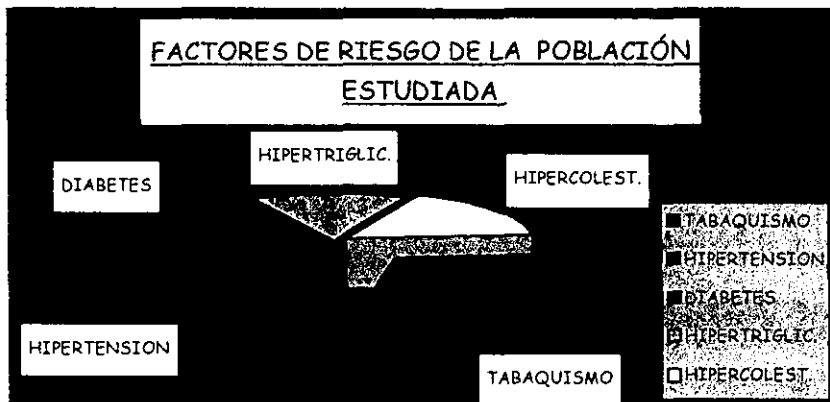 FACTORES DE RIESGO DE LA POBLACIÓN
ESTUDIADA
HIPERTRIGLIC.
DIABETES
HIPERCOLEST.
HIPERTENSION
TABAQUISMO
TABAQUISMO
HIPERTENSION
DIABETES
HIPERTRIGLIC.
HIPERCOLEST.